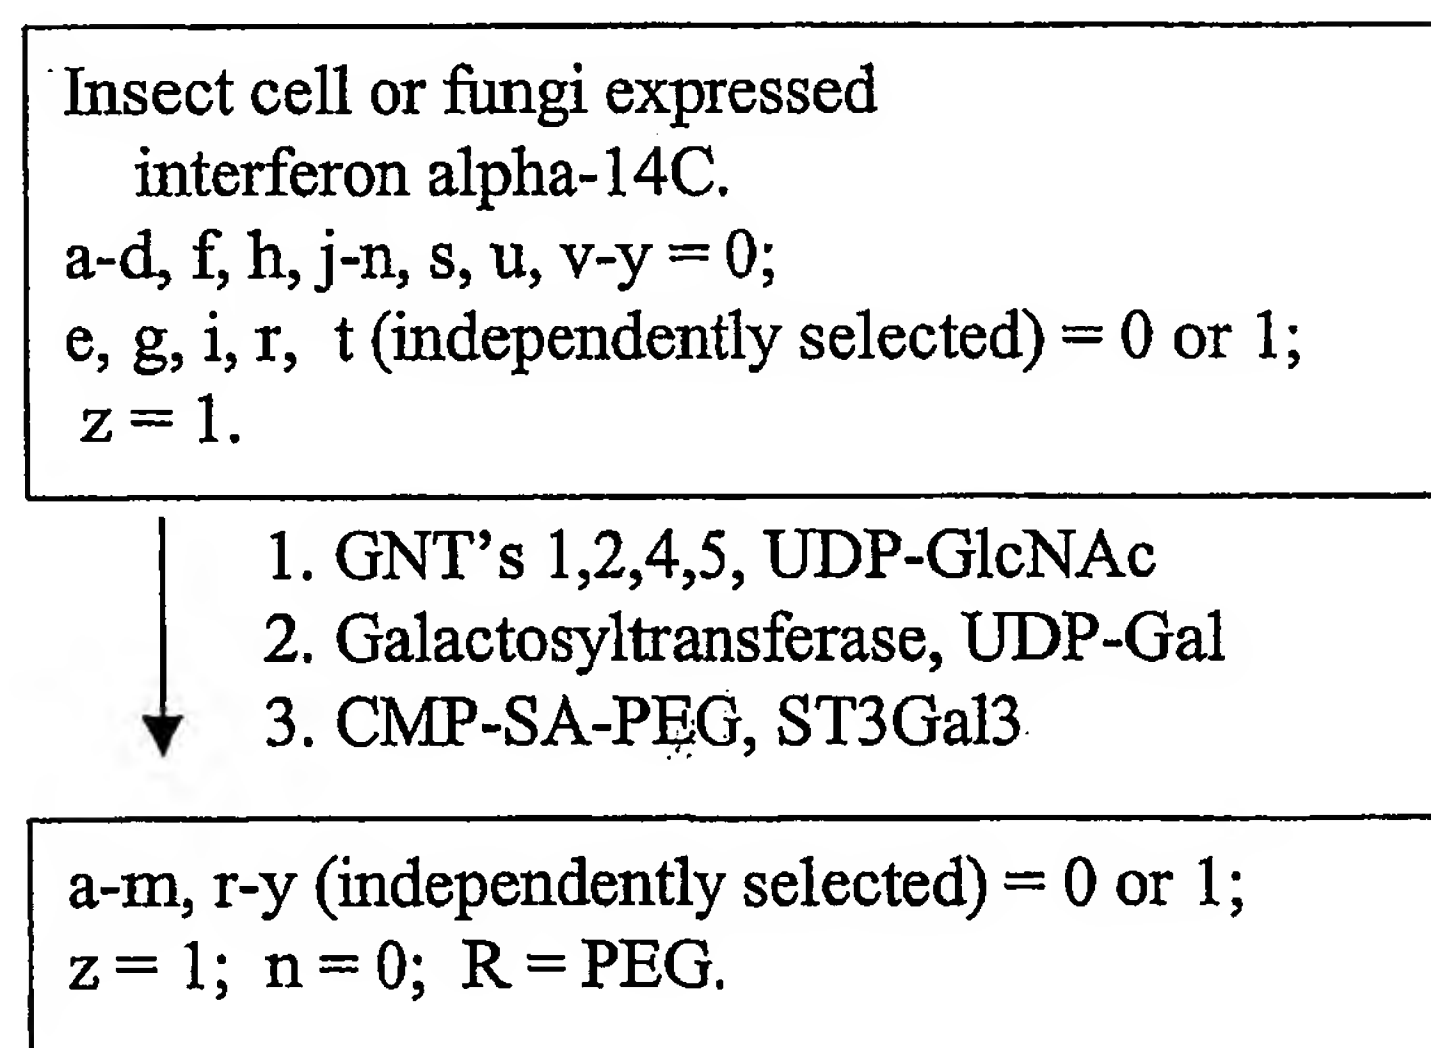 Insect cell or fungi expressed
interferon alpha-14C.
a-d, f, h, j-n, s, u, v-y = 0;
e, g, i, r, t (independently selected) = 0 or 1;
z = 1.
1. GNT's 1,2,4,5, UDP-GlcNAc
2. Galactosyltransferase, UDP-Gal
3. CMP-SA-PEG, ST3Gal3
a-m, r-y (independently selected) = 0 or 1;
z = 1; n = 0; R = PEG.